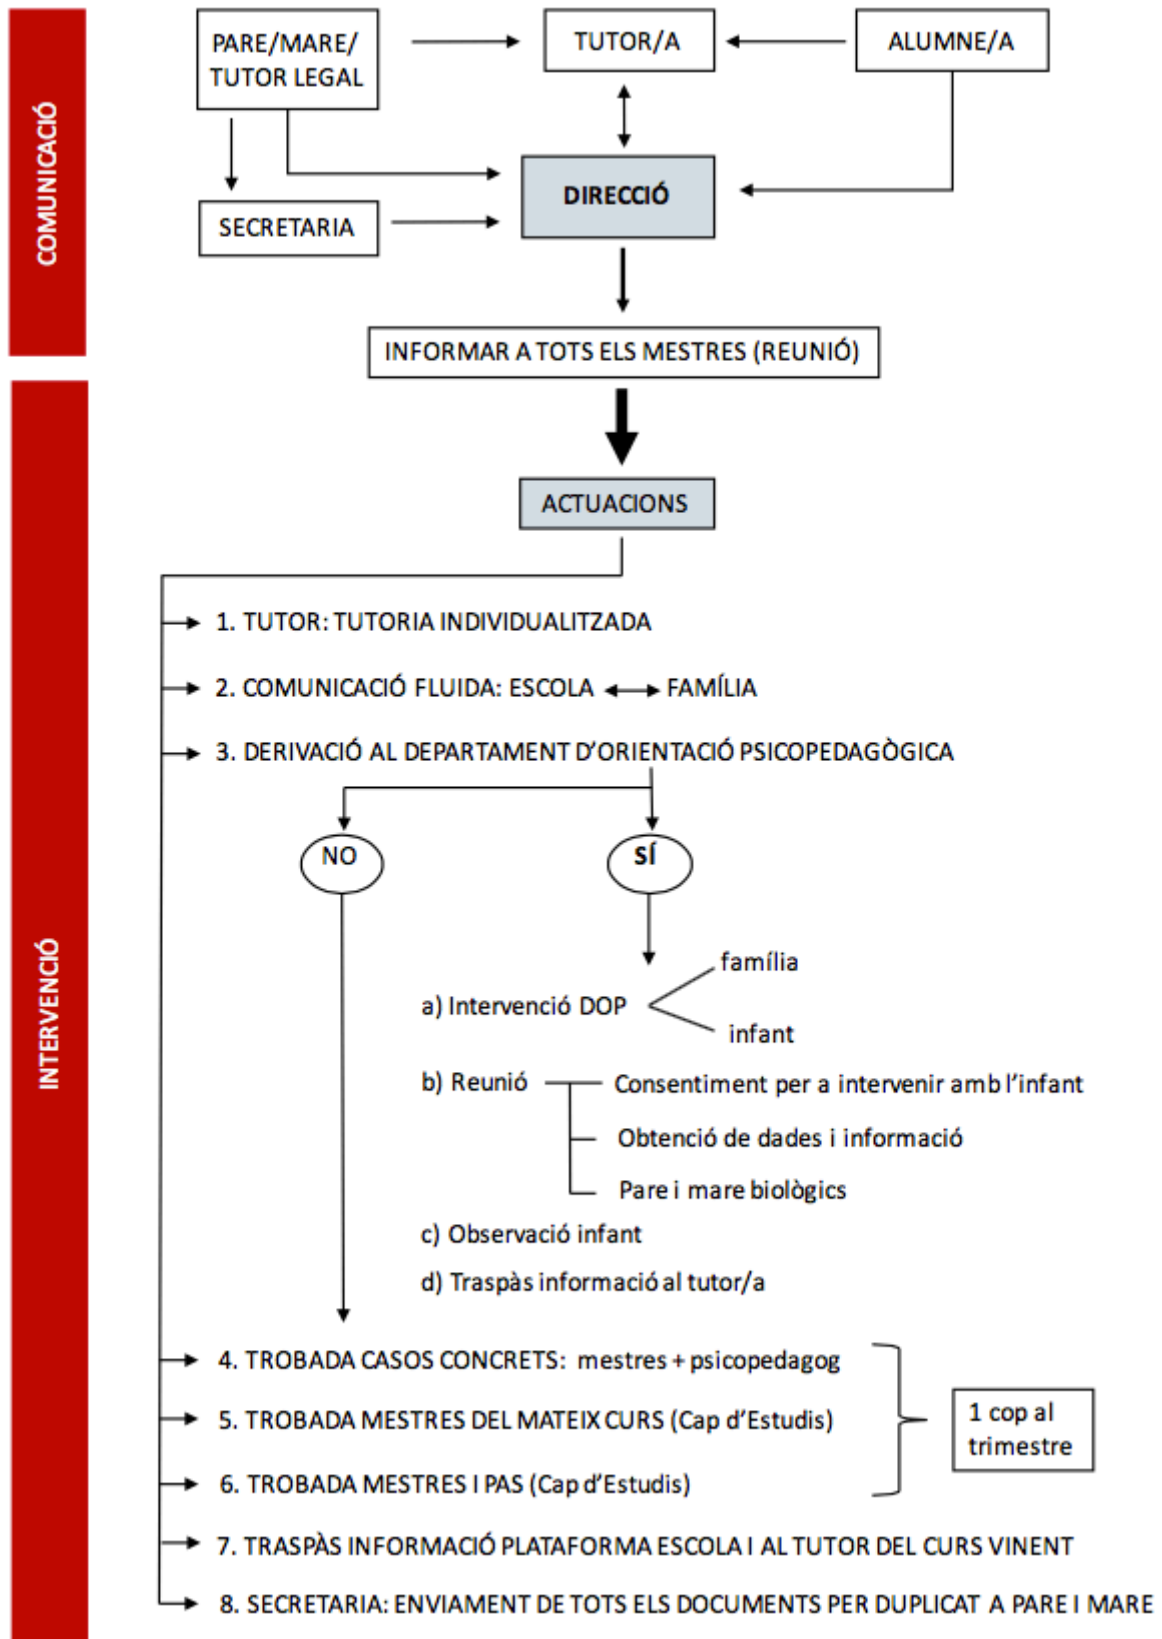 COMUNICACIÓ
PARE/MARE/
TUTOR LEGAL
TUTOR/A
ALUMNE/A
DIRECCIÓ
SECRETARIA
INFORMAR A TOTS ELS MESTRES (REUNIÓ)
INTERVENCIÓ
ACTUACIONS
1. TUTOR: TUTORIA INDIVIDUALITZADA
2. COMUNICACIÓ FLUIDA: ESCOLA FAMÍLIA
3. DERIVACIÓ AL DEPARTAMENT D'ORIENTACIÓ PSICOPEDAGÒGICA
NO
SÍ
família
a) Intervenció DOP
infant
b) Reunió Consentiment per a intervenir amb l'infant
Obtenció de dades i informació
Pare i mare biològics
c) Observació infant
d) Traspàs informació al tutor/a
4. TROBADA CASOS CONCRETS: mestres + psicopedagog
5. TROBADA MESTRES DEL MATEIX CURS (Cap d'Estudis)
1 cop al
trimestre
6. TROBADA MESTRES I PAS (Cap d'Estudis)
7. TRASPÀS INFORMACIÓ PLATAFORMA ESCOLA I AL TUTOR DEL CURS VINENT
8. SECRETARIA: ENVIAMENT DE TOTS ELS DOCUMENTS PER DUPLICAT A PARE I MARE